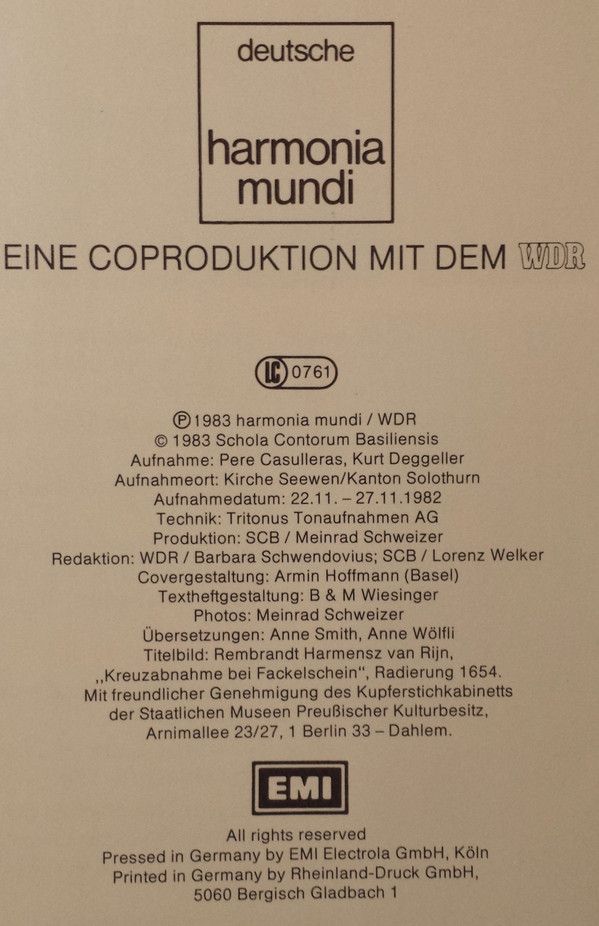 deutsche
harmonia
mundi
EINE COPRODUKTION MIT DEM WDR
LC 0761
℗ 1983 harmonia mundi / WDR
© 1983 Schola Contorum Basiliensis
Aufnahme: Pere Casulleras, Kurt Deggeller
Aufnahmeort: Kirche Seewen/Kanton Solothurn
Aufnahmedatum: 22.11. – 27.11.1982
Technik: Tritonus Tonaufnahmen AG
Produktion: SCB / Meinrad Schweizer
Redaktion: WDR / Barbara Schwendovius; SCB / Lorenz Welker
Covergestaltung: Armin Hoffmann (Basel)
Textheftgestaltung: B & M Wiesinger
Photos: Meinrad Schweizer
Übersetzungen: Anne Smith, Anne Wölfli
Titelbild: Rembrandt Harmensz van Rijn,
,,Kreuzabnahme bei Fackelschein“, Radierung 1654.
Mit freundlicher Genehmigung des Kupferstichkabinetts
der Staatlichen Museen Preußischer Kulturbesitz,
Arnimallee 23/27, 1 Berlin 33 – Dahlem.
EMI
All rights reserved
Pressed in Germany by EMI Electrola GmbH, Köln
Printed in Germany by Rheinland-Druck GmbH,
5060 Bergisch Gladbach 1